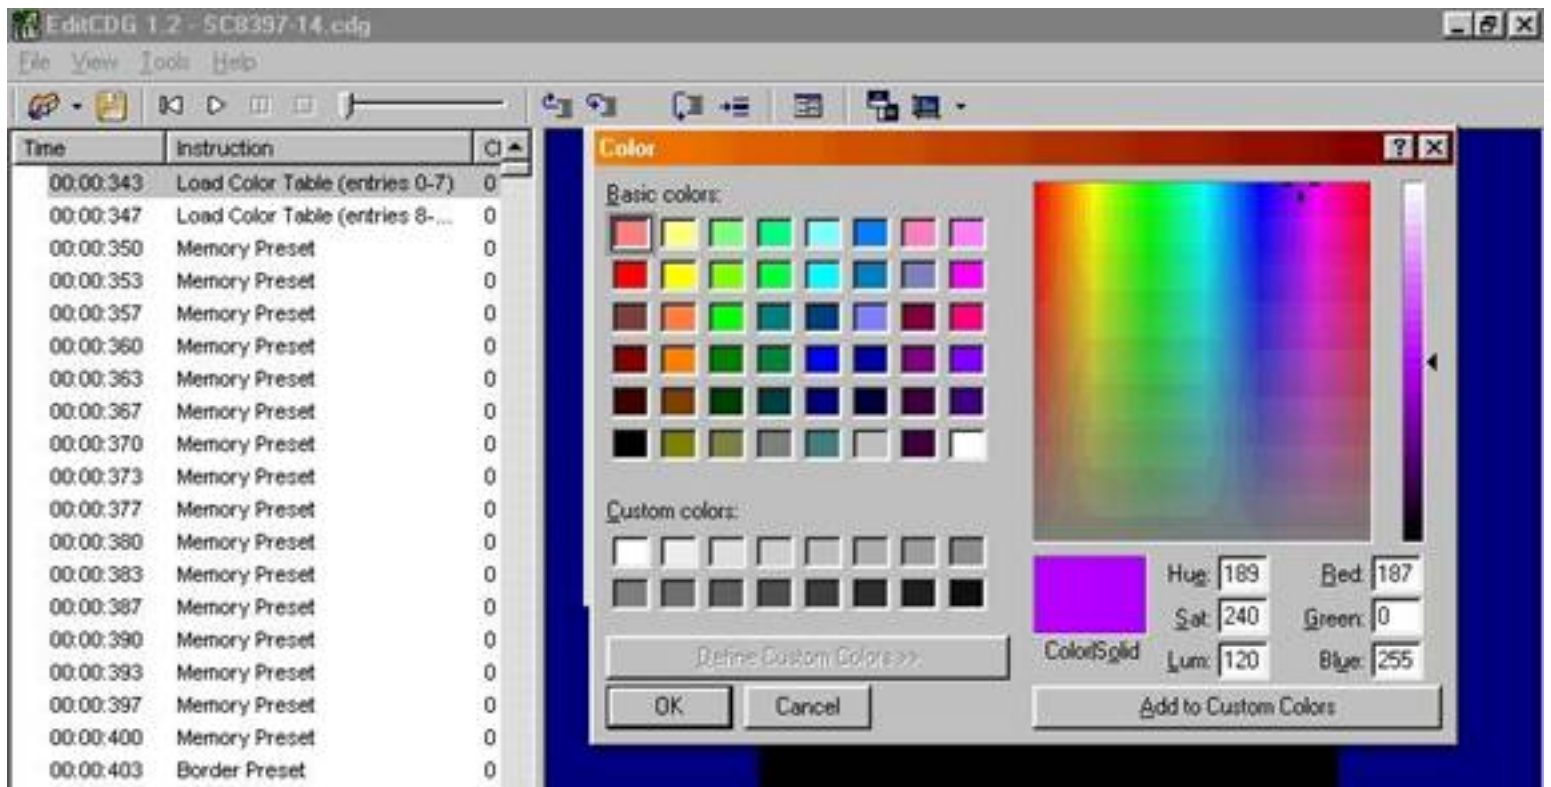 EditCDG 1.2 - SC8397-14.cdg
File View Tools Help
Time Instruction Cl
00:00:343 Load Color Table (entries 0-7) 0
00:00:347 Load Color Table (entries 8-... 0
00:00:350 Memory Preset 0
00:00:353 Memory Preset 0
00:00:357 Memory Preset 0
00:00:360 Memory Preset 0
00:00:363 Memory Preset 0
00:00:367 Memory Preset 0
00:00:370 Memory Preset 0
00:00:373 Memory Preset 0
00:00:377 Memory Preset 0
00:00:380 Memory Preset 0
00:00:383 Memory Preset 0
00:00:387 Memory Preset 0
00:00:390 Memory Preset 0
00:00:393 Memory Preset 0
00:00:397 Memory Preset 0
00:00:400 Memory Preset 0
00:00:403 Border Preset 0
Color
Basic colors:
Custom colors:
Define Custom Colors >>
OK Cancel
Color|Solid
Hue: 189 Red: 187
Sat: 240 Green: 0
Lum: 120 Blue: 255
Add to Custom Colors